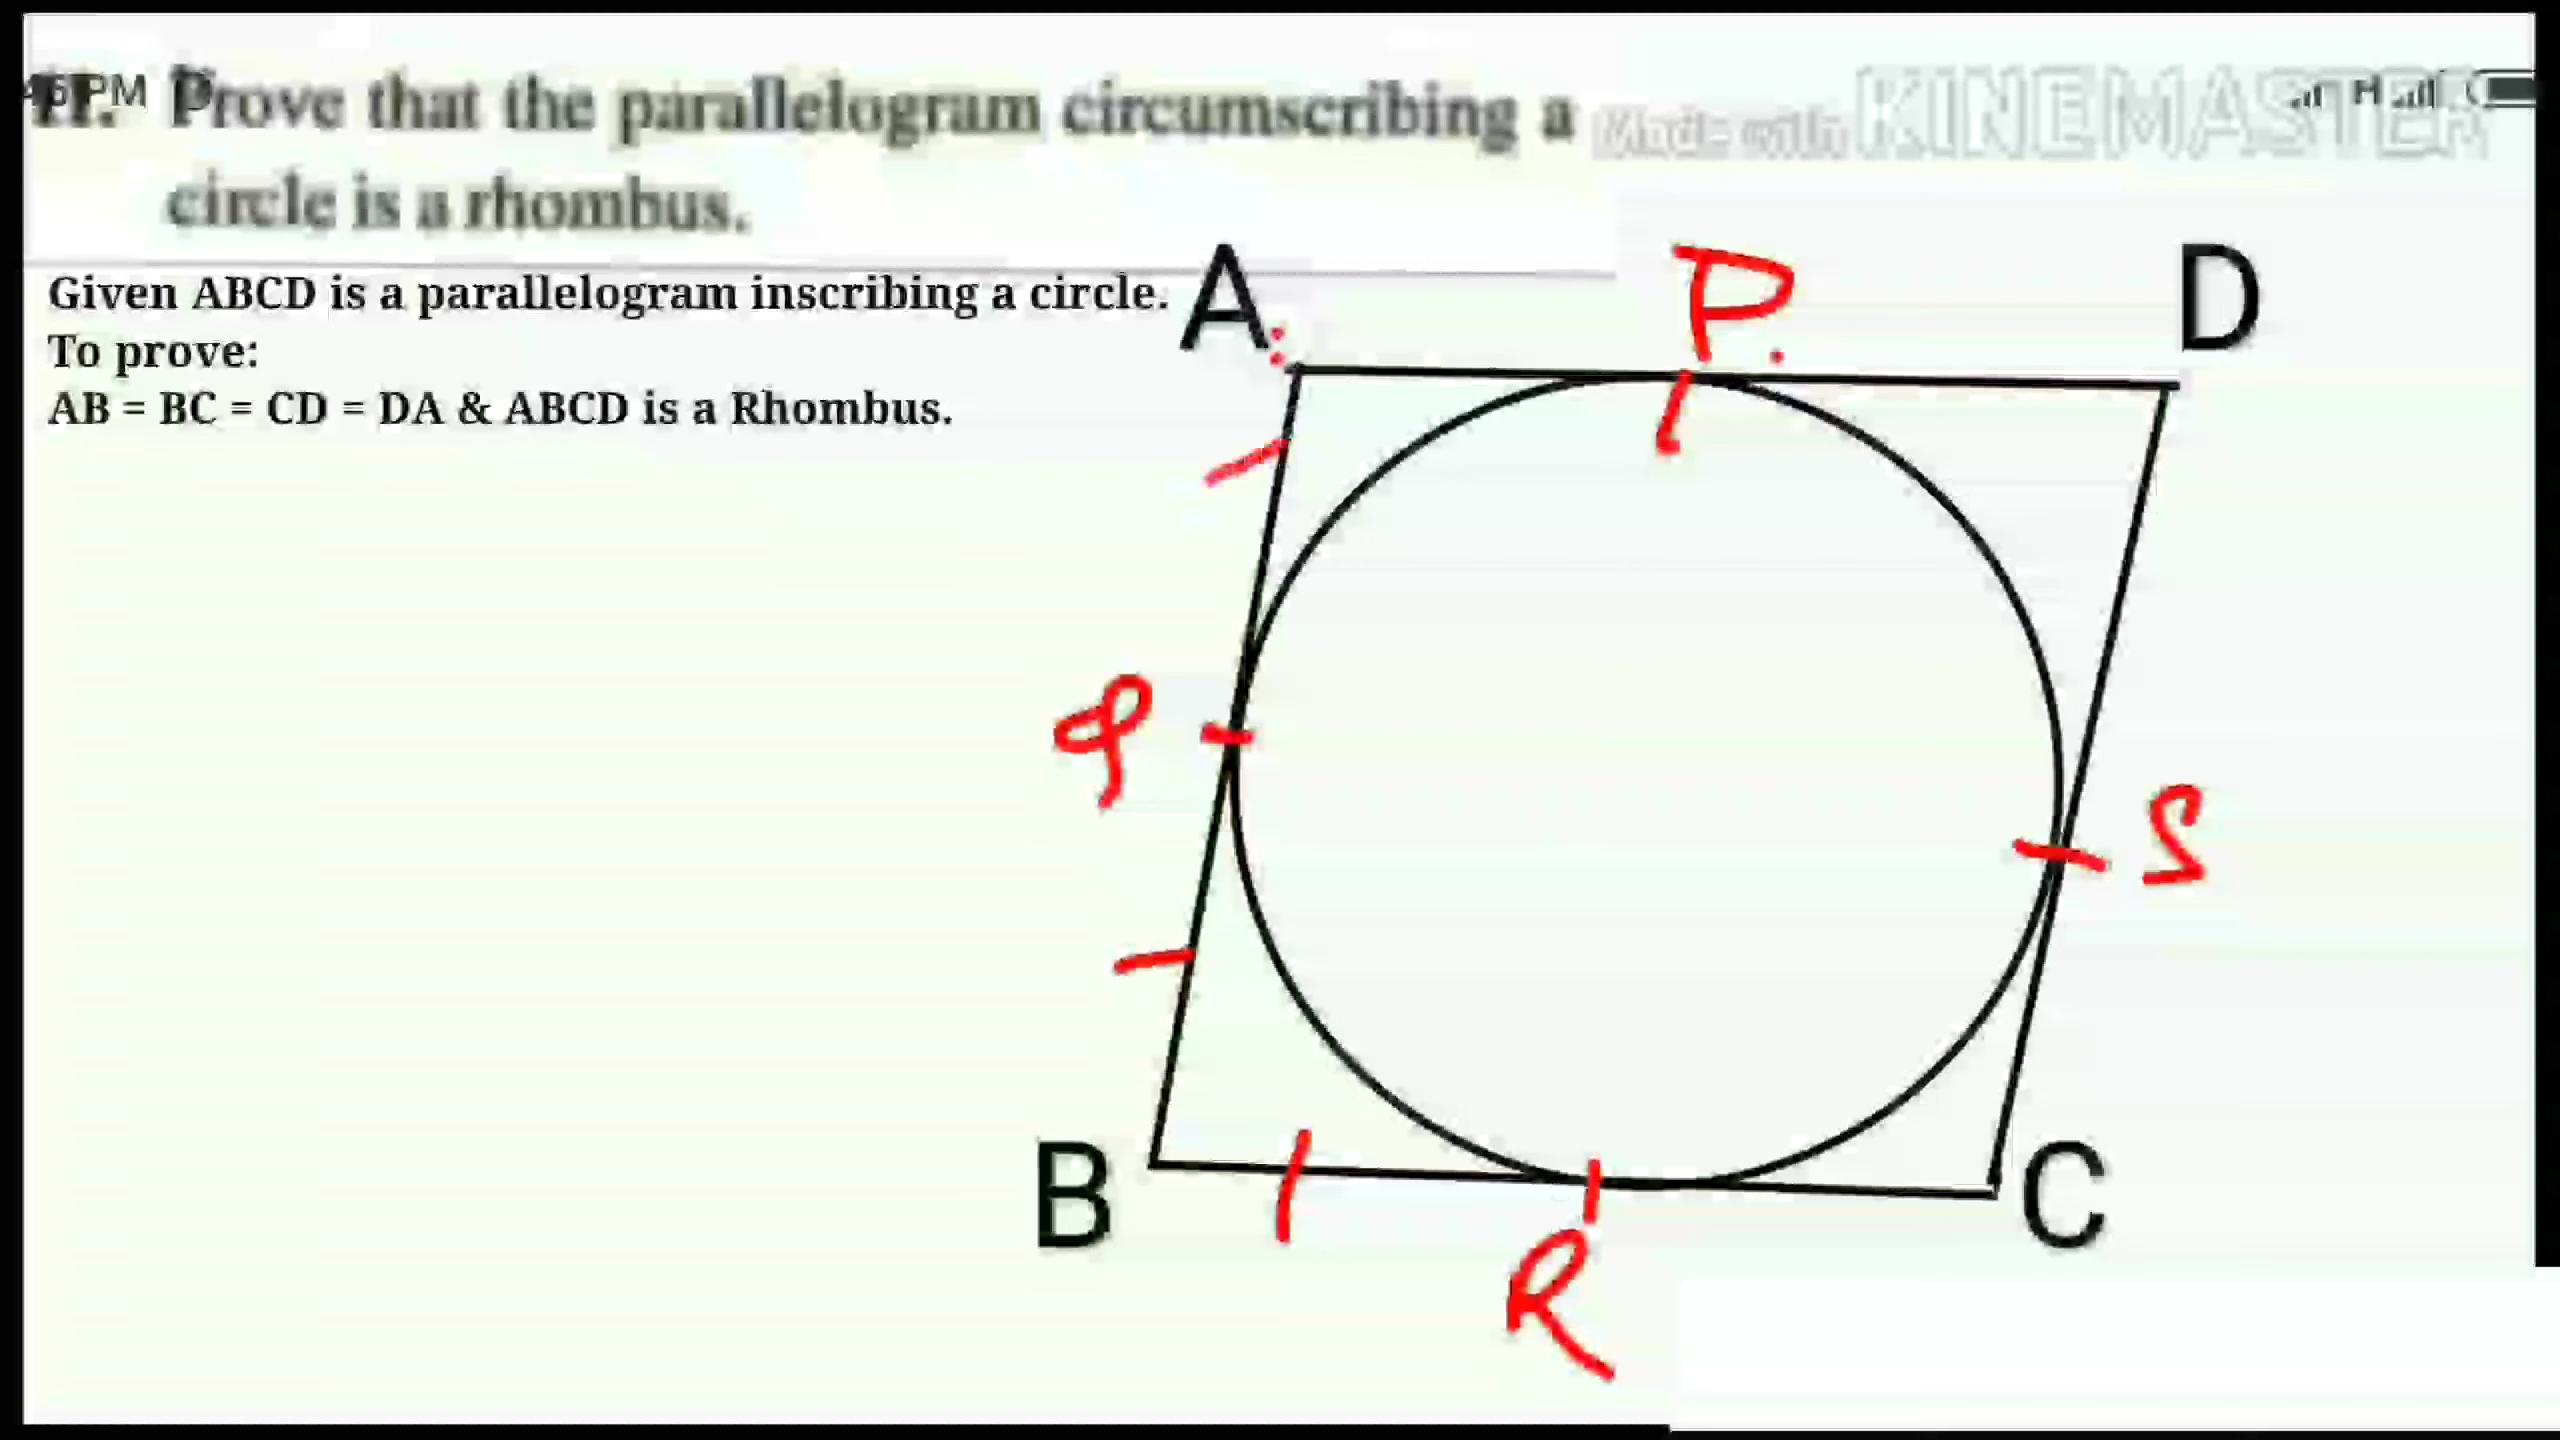 11. Prove that the parallelogram circumscribing a
circle is a rhombus.
Made with KINEMASTER
Given ABCD is a parallelogram inscribing a circle.
To prove:
AB = BC = CD = DA & ABCD is a Rhombus.
A
P
D
S
B
R
C